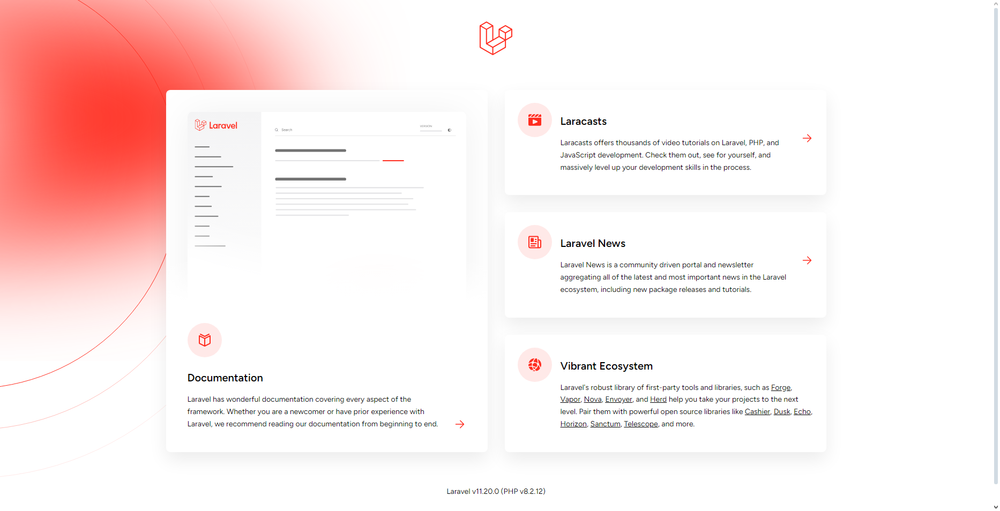 Laravel
Search
VERSION
Documentation
Laravel has wonderful documentation covering every aspect of the
framework. Whether you are a newcomer or have prior experience with
Laravel, we recommend reading our documentation from beginning to end.
Laracasts
Laracasts offers thousands of video tutorials on Laravel, PHP, and
JavaScript development. Check them out, see for yourself, and
massively level up your development skills in the process.
Laravel News
Laravel News is a community driven portal and newsletter
aggregating all of the latest and most important news in the Laravel
ecosystem, including new package releases and tutorials.
Vibrant Ecosystem
Laravel's robust library of first-party tools and libraries, such as Forge,
Vapor, Nova, Envoyer, and Herd help you take your projects to the next
level. Pair them with powerful open source libraries like Cashier, Dusk, Echo,
Horizon, Sanctum, Telescope, and more.
Laravel v11.20.0 (PHP v8.2.12)